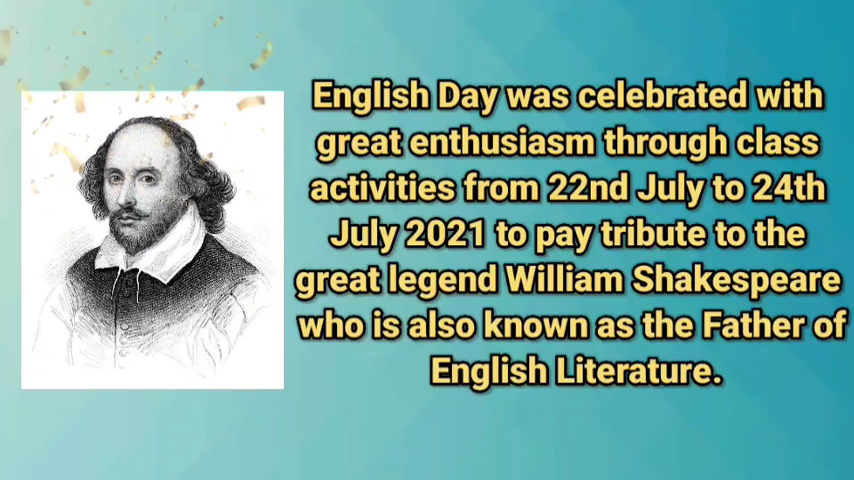 English Day was celebrated with
great enthusiasm through class
activities from 22nd July to 24th
July 2021 to pay tribute to the
great legend William Shakespeare
who is also known as the Father of
English Literature.